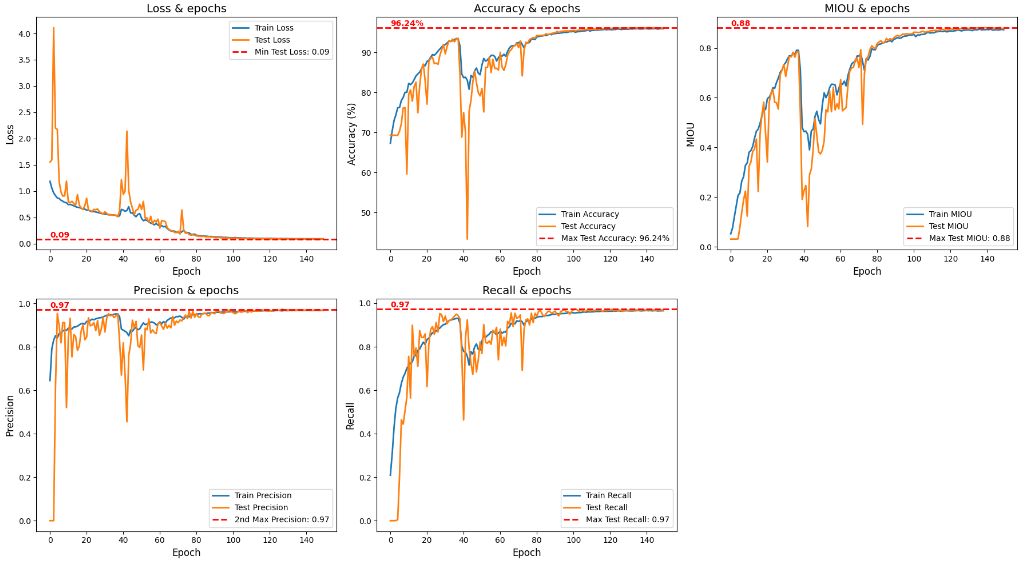 Loss & epochs
Train Loss
Test Loss
Min Test Loss: 0.09
0.09
Loss
4.0
3.5
3.0
2.5
2.0
1.5
1.0
0.5
0.0
0 20 40 60 80 100 120 140
Epoch
Accuracy & epochs
96.24%
Accuracy (%)
90
80
70
60
50
Train Accuracy
Test Accuracy
Max Test Accuracy: 96.24%
0 20 40 60 80 100 120 140
Epoch
MIOU & epochs
0.88
MIOU
0.8
0.6
0.4
0.2
0.0
Train MIOU
Test MIOU
Max Test MIOU: 0.88
0 20 40 60 80 100 120 140
Epoch
Precision & epochs
0.97
Precision
1.0
0.8
0.6
0.4
0.2
0.0
Train Precision
Test Precision
2nd Max Precision: 0.97
0 20 40 60 80 100 120 140
Epoch
Recall & epochs
0.97
Recall
1.0
0.8
0.6
0.4
0.2
0.0
Train Recall
Test Recall
Max Test Recall: 0.97
0 20 40 60 80 100 120 140
Epoch